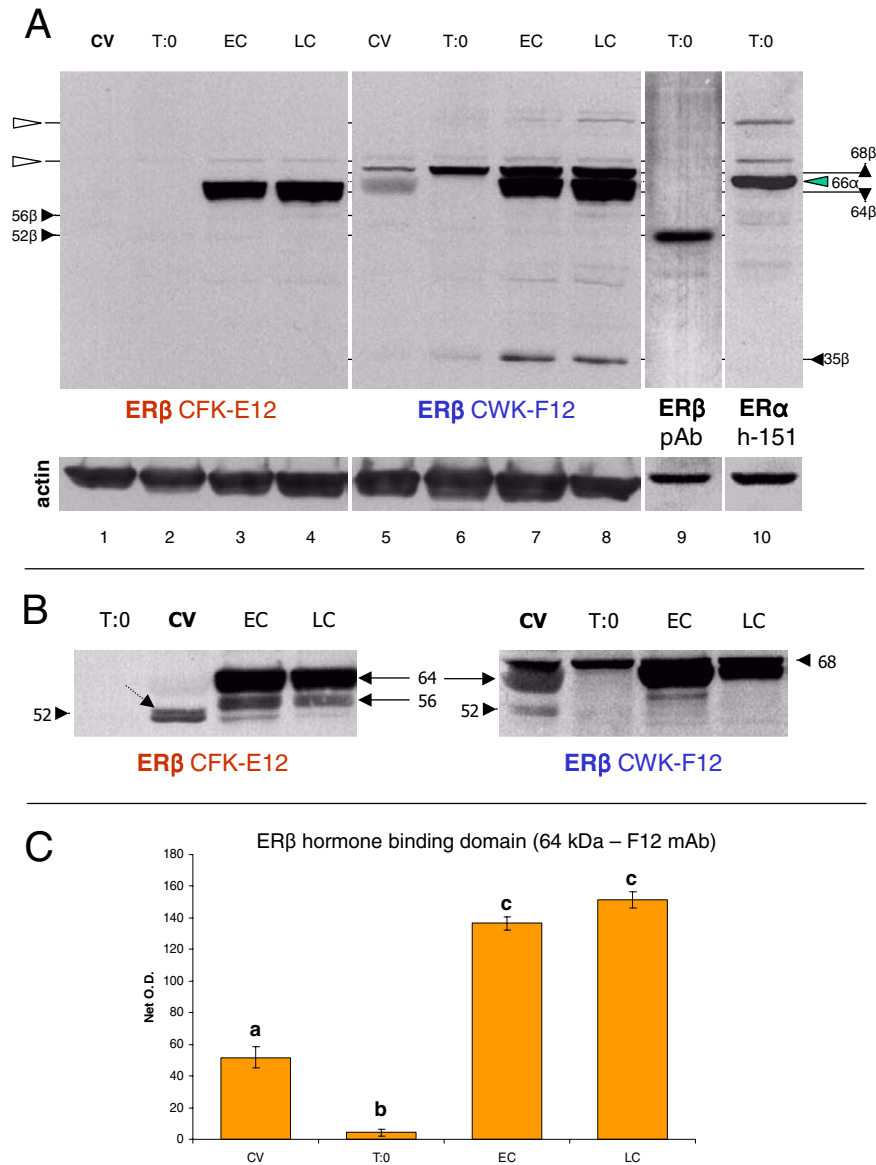 A
CV T:0 EC LC CV T:0 EC LC T:0 T:0
68β
66α
64β
56β
52β
35β
ERβ CFK-E12 ERβ CWK-F12 ERβ ERα
pAb h-151
actin
1 2 3 4 5 6 7 8 9 10
B
T:0 CV EC LC CV T:0 EC LC
64 68
56
52 52
ERβ CFK-E12 ERβ CWK-F12
C
ERβ hormone binding domain (64 kDa – F12 mAb)
180
160
140
120
100
80
60
40
20
0
Net O.D.
a b c c
CV T:0 EC LC